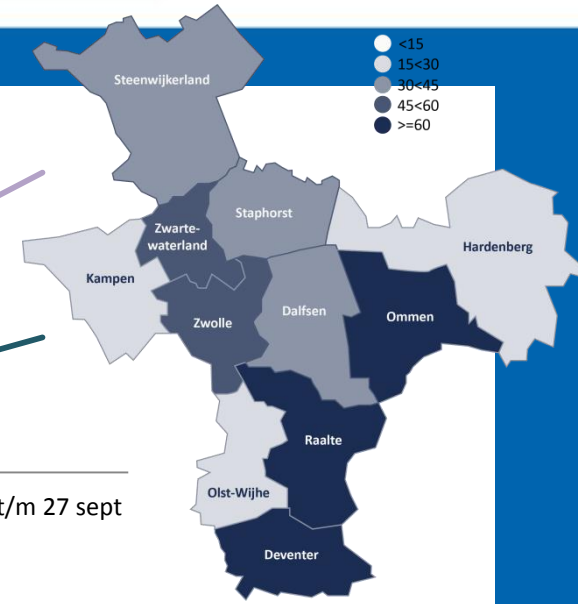 <15
15<30
30<45
45<60
>=60
Steenwijkerland
Staphorst
Zwarte-
waterland
Hardenberg
Kampen
Zwolle
Dalfsen
Ommen
Raalte
Olst-Wijhe
t/m 27 sept
Deventer